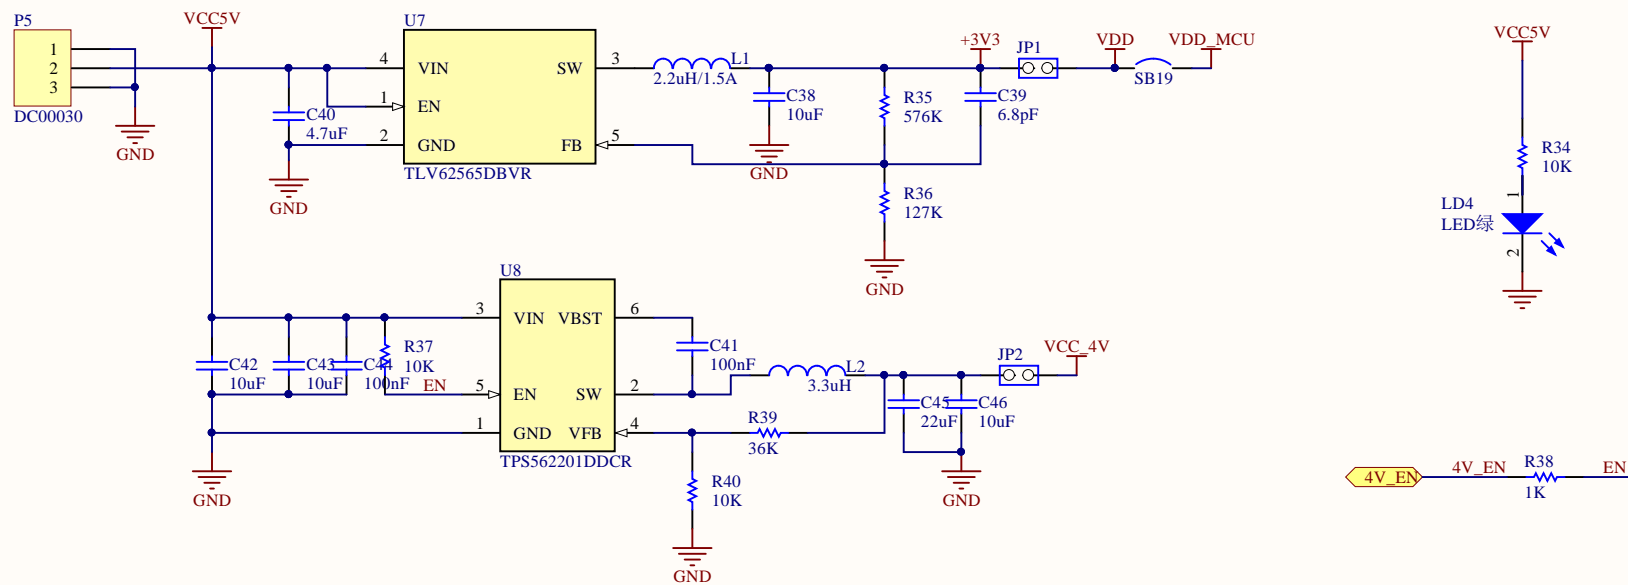 P5
1
2
3
DC00030
GND
VCC5V
U7
4 VIN SW 3
1 EN
2 GND FB 5
TLV62565DBVR
C40
4.7uF
GND
L1
2.2uH/1.5A
C38
10uF
GND
R35
576K
+3V3
C39
6.8pF
JP1
VDD
SB19
VDD_MCU
R36
127K
GND
VCC5V
R34
10K
1
LD4
LED绿
2
U8
3 VIN VBST 6
5 EN SW 2
1 GND VFB 4
TPS562201DDCR
C42
10uF
C43
10uF
C44
100nF
R37
10K
EN
GND
C41
100nF
L2
3.3uH
R39
36K
R40
10K
GND
C45
22uF
C46
10uF
GND
JP2
VCC_4V
4V_EN
4V_EN
R38
1K
EN